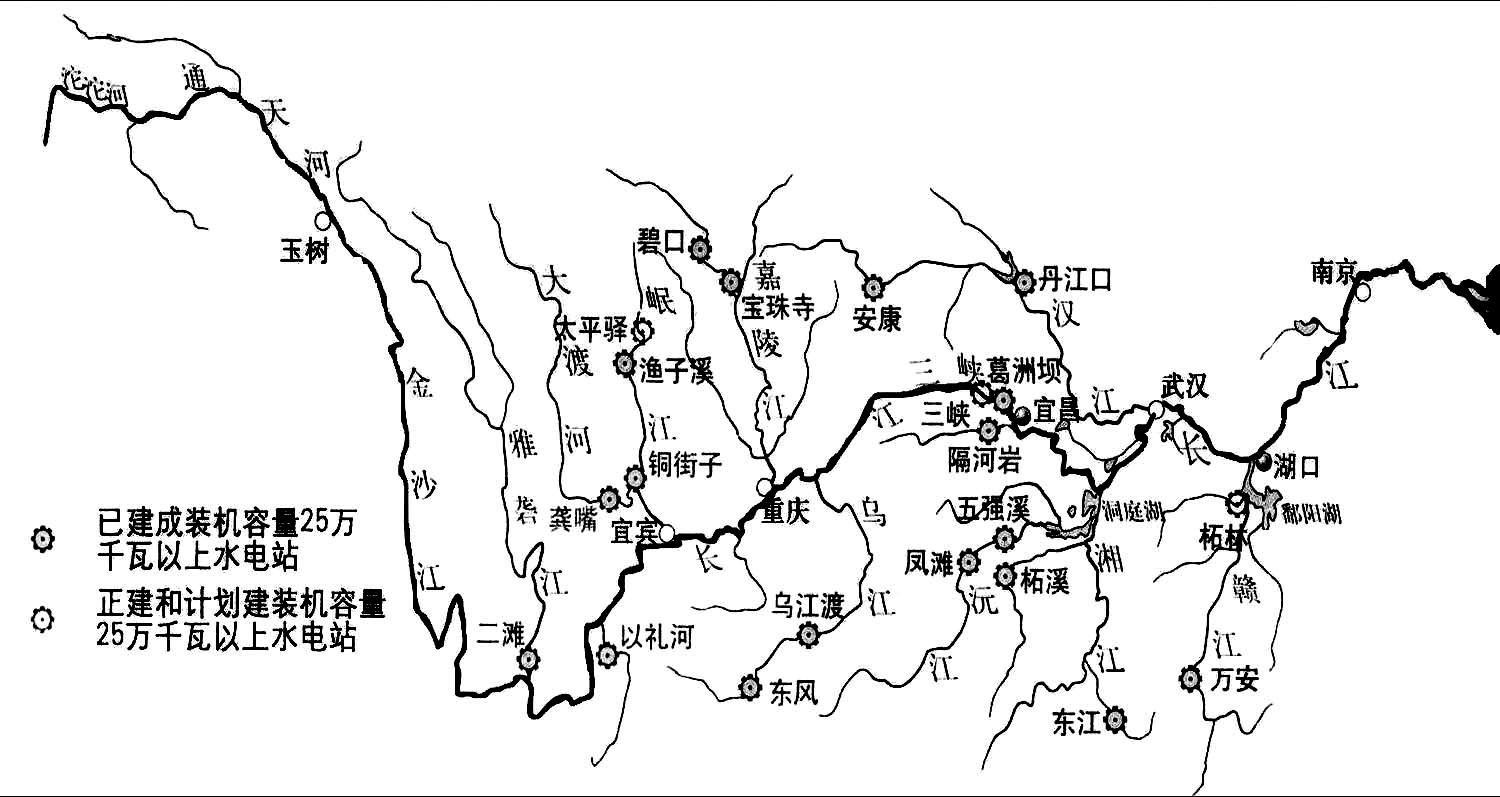 沱沱河
通天河
玉树
金沙江
雅砻江
大渡河
岷江
太平驿
渔子溪
铜街子
龚嘴
宜宾
二滩
以礼河
碧口
宝珠寺
嘉陵江
安康
丹江口
汉江
三峡
葛洲坝
三峡
宜昌
隔河岩
重庆
长江
乌江
乌江渡
东风
五强溪
凤滩
柘溪
沅江
洞庭湖
湘江
东江
武汉
长江
湖口
鄱阳湖
柘林
赣江
万安
南京
已建成装机容量25万
千瓦以上水电站
正建和计划建装机容量
25万千瓦以上水电站